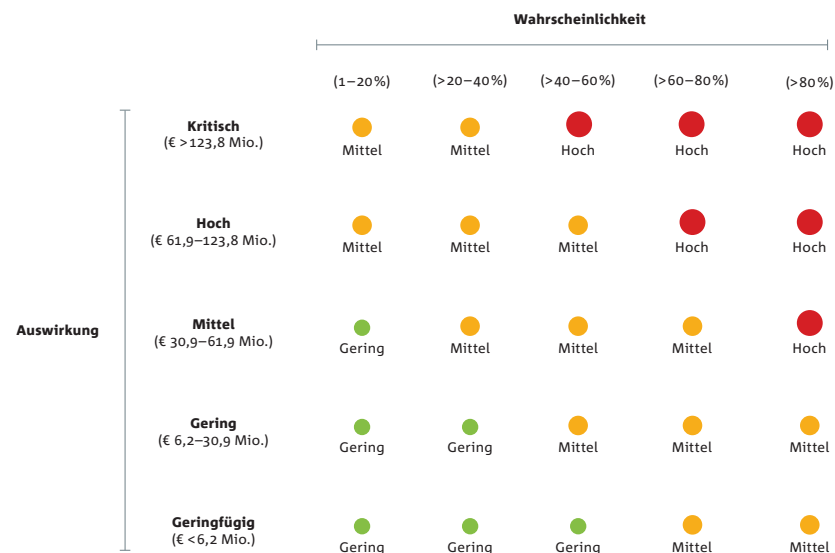 Wahrscheinlichkeit
(1–20%) (>20–40%) (>40–60%) (>60–80%) (>80%)
Kritisch
(€ >123,8 Mio.)
Mittel Mittel Hoch Hoch Hoch
Hoch
(€ 61,9–123,8 Mio.)
Mittel Mittel Mittel Hoch Hoch
Auswirkung
Mittel
(€ 30,9–61,9 Mio.)
Gering Mittel Mittel Mittel Hoch
Gering
(€ 6,2–30,9 Mio.)
Gering Gering Mittel Mittel Mittel
Geringfügig
(€ <6,2 Mio.)
Gering Gering Gering Mittel Mittel